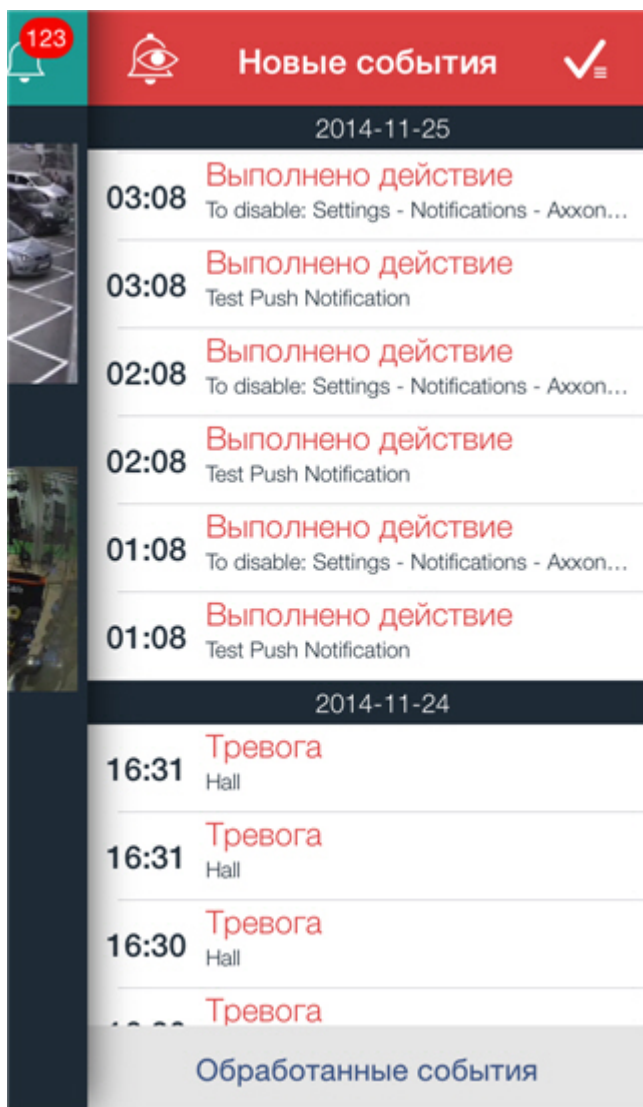 123
Новые события
2014-11-25
03:08
Выполнено действие
To disable: Settings - Notifications - Axxon...
03:08
Выполнено действие
Test Push Notification
02:08
Выполнено действие
To disable: Settings - Notifications - Axxon...
02:08
Выполнено действие
Test Push Notification
01:08
Выполнено действие
To disable: Settings - Notifications - Axxon...
01:08
Выполнено действие
Test Push Notification
2014-11-24
16:31
Тревога
Hall
16:31
Тревога
Hall
16:30
Тревога
Hall
Тревога
Обработанные события